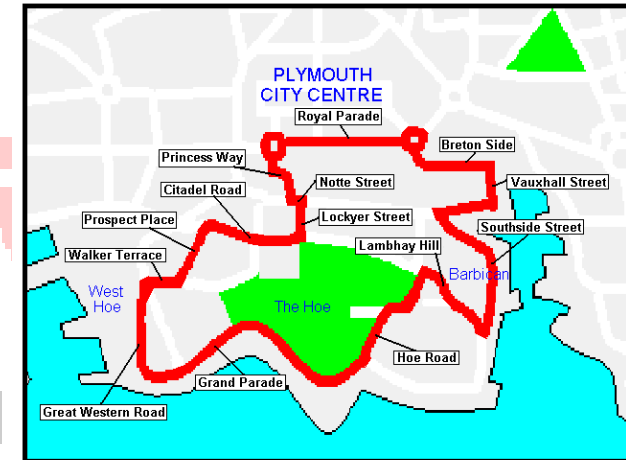 PLYMOUTH
CITY CENTRE
Royal Parade
Breton Side
Princess Way
Notte Street
Vauxhall Street
Citadel Road
Prospect Place
Lockyer Street
Southside Street
Lambhay Hill
Walker Terrace
Barbican
West
Hoe
The Hoe
Hoe Road
Grand Parade
Great Western Road